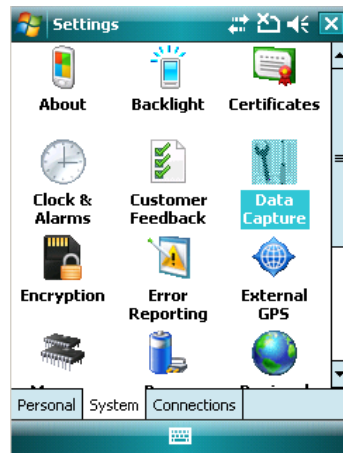 Settings
About
Backlight
Certificates
Clock &
Alarms
Customer
Feedback
Data
Capture
Encryption
Error
Reporting
External
GPS
Personal
System
Connections